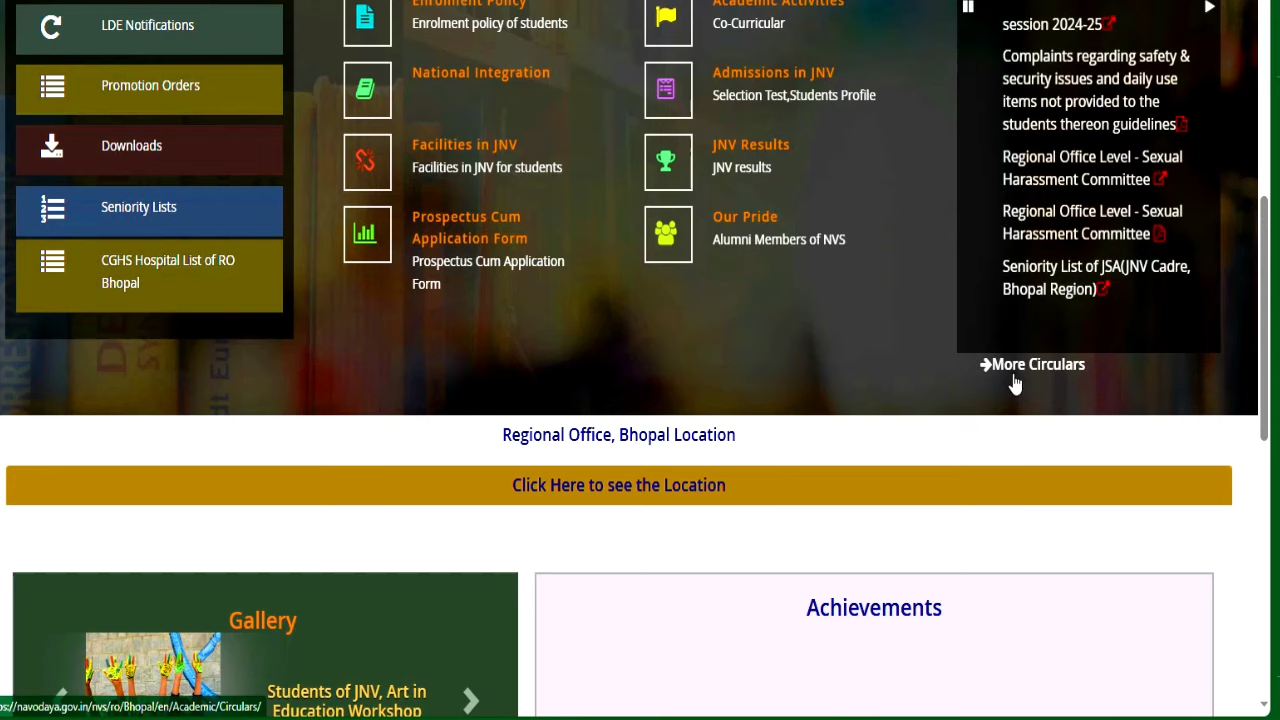 LDE Notifications
Promotion Orders
Downloads
Seniority Lists
CGHS Hospital List of RO
Bhopal
Enrolment Policy
Enrolment policy of students
National Integration
Facilities in JNV
Facilities in JNV for students
Prospectus Cum
Application Form
Prospectus Cum Application
Form
Academic Activities
Co-Curricular
Admissions in JNV
Selection Test,Students Profile
JNV Results
JNV results
Our Pride
Alumni Members of NVS
session 2024-25
Complaints regarding safety &
security issues and daily use
items not provided to the
students thereon guidelines
Regional Office Level - Sexual
Harassment Committee
Regional Office Level - Sexual
Harassment Committee
Seniority List of JSA(JNV Cadre,
Bhopal Region)
More Circulars
Regional Office, Bhopal Location
Click Here to see the Location
Gallery
Students of JNV, Art in
Education Workshop
Achievements
ps://navodaya.gov.in/nvs/ro/Bhopal/en/Academic/Circulars/